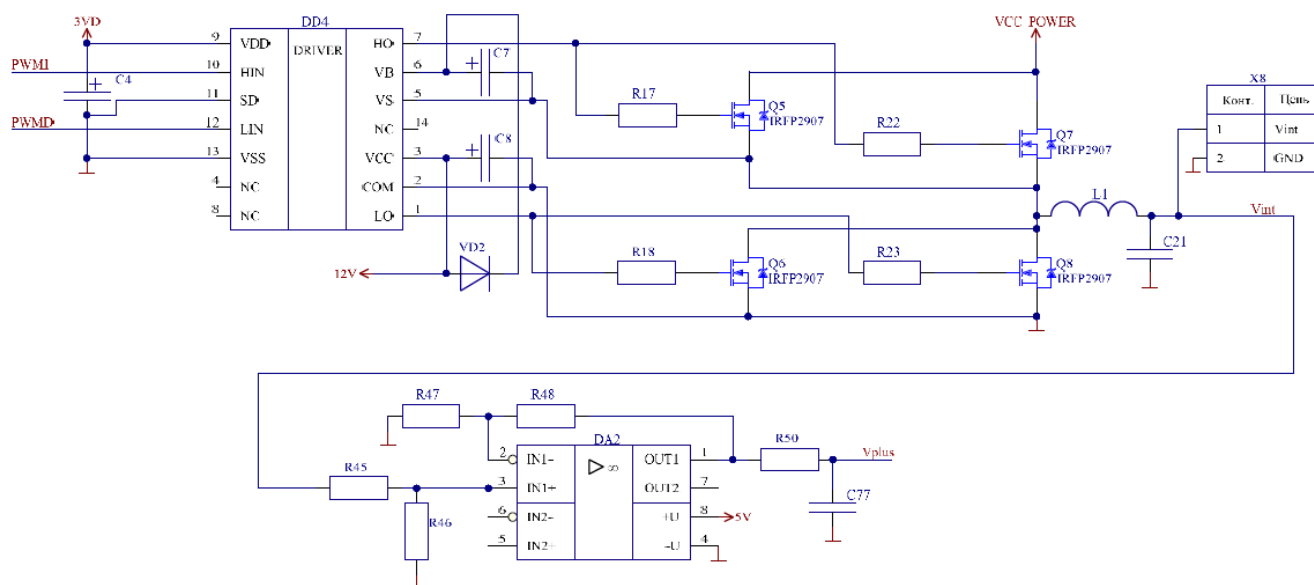 3VD
DD4
VCC_POWER
9 VDD DRIVER HO 7
C7
X8
PWM1 10 HIN VB 6
C4
Конт. Цепь
11 SD VS 5
R17
Q5
IRFP2907
1 Vint
PWMD 12 LIN NC 14
C8
R22
Q7
IRFP2907
2 GND
13 VSS VCC 3
4 NC COM 2
L1
8 NC LO 1
Vint
VD2
R18
Q6
IRFP2907
R23
Q8
IRFP2907
C21
12V
R47
R48
DA2
2 IN1- ▷ ∞ OUT1 1
R50
Vplus
R45
3 IN1+ OUT2 7
C77
R46
6 IN2- +U 8 5V
5 IN2+ -U 4